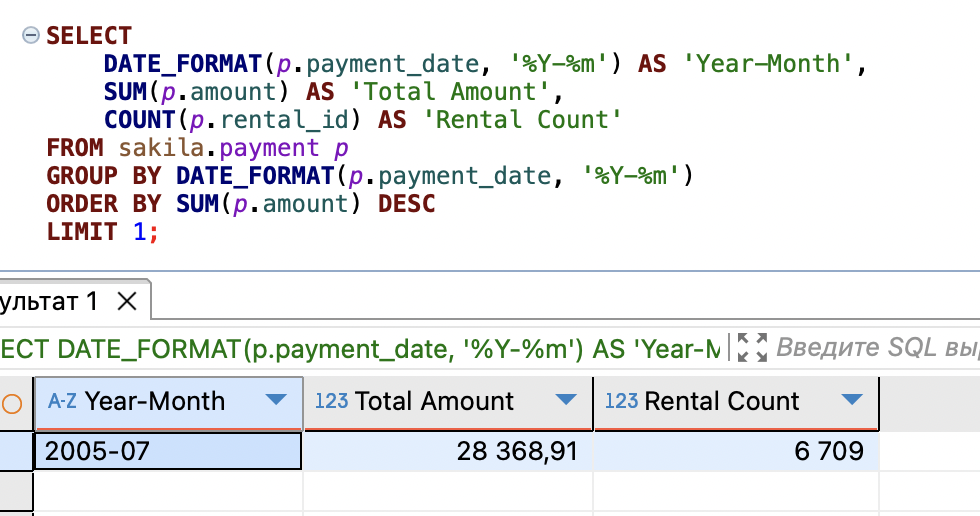 SELECT
DATE_FORMAT(p.payment_date, '%Y-%m') AS 'Year-Month',
SUM(p.amount) AS 'Total Amount',
COUNT(p.rental_id) AS 'Rental Count'
FROM sakila.payment p
GROUP BY DATE_FORMAT(p.payment_date, '%Y-%m')
ORDER BY SUM(p.amount) DESC
LIMIT 1;
ультат 1
ECT DATE_FORMAT(p.payment_date, '%Y-%m') AS 'Year-M Введите SQL
A-Z Year-Month 123 Total Amount 123 Rental Count
2005-07 28 368,91 6 709